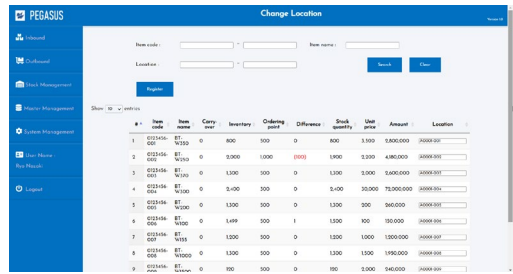 PEGASUS
Change Location
Inbound
Outbound
Stock Management
Master Management
System Management
User Name :
Logout
Item code :
~
Item name :
Location :
~
Search
Clear
Register
Show 10 entries
# Item code Item name Carry-over Inventory Ordering point Difference Stock quantity Unit price Amount Location
1 0123456-001 BT-W350 0 800 500 0 800 3,500 2,800,000 A0001-001
2 0123456-002 BT-W250 0 2,000 1,000 (100) 1,900 2,200 4,180,000 A0001-002
3 0123456-003 BT-W370 0 1,300 500 0 1,300 2,000 2,600,000 A0001-003
4 0123456-004 BT-W300 0 2,400 500 0 2,400 30,000 72,000,000 A0001-004
5 0123456-005 BT-W200 0 1,300 500 0 1,300 200 260,000 A0001-005
6 0123456-006 BT-W100 0 1,499 500 1 1,500 100 150,000 A0001-006
7 0123456-007 BT-W155 0 1,200 500 0 1,200 1,000 1,200,000 A0001-007
8 0123456-008 BT-W1000 0 1,300 500 0 1,300 1,500 1,950,000 A0001-008
9 0123456- BT- 0 120 500 0 120 2,000 240,000 A0001-009